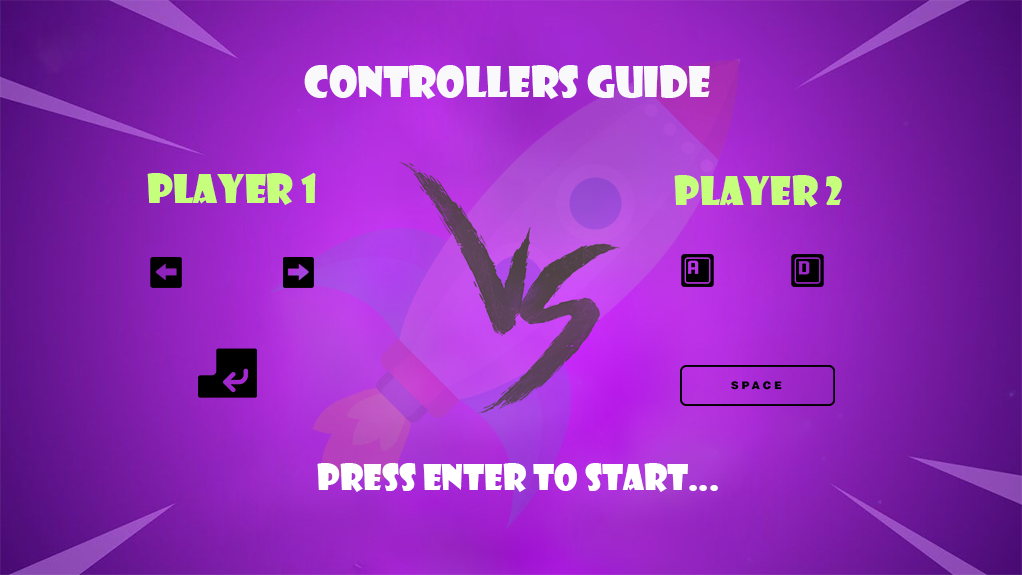 CONTROLLERS GUIDE
PLAYER 1
PLAYER 2
VS
A
D
SPACE
PRESS ENTER TO START...